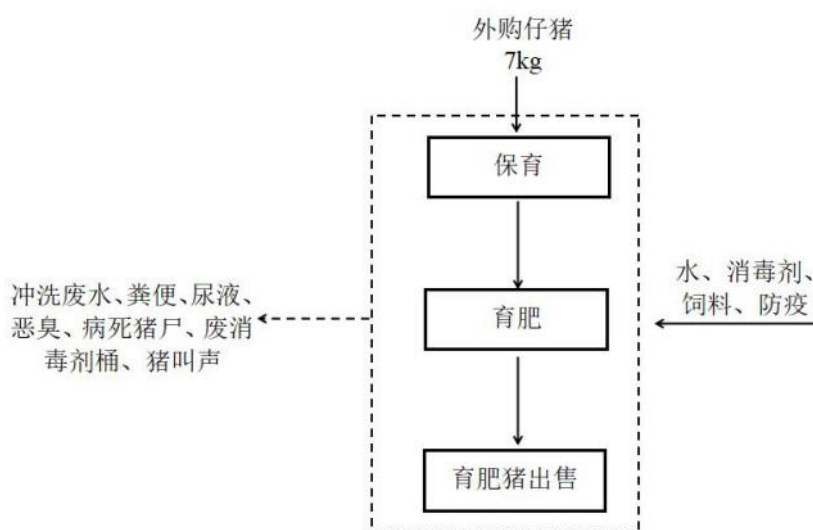 外购仔猪
7kg
保育
水、消毒剂、
饲料、防疫
冲洗废水、粪便、尿液、
恶臭、病死猪尸、废消
毒剂桶、猪叫声
育肥
育肥猪出售